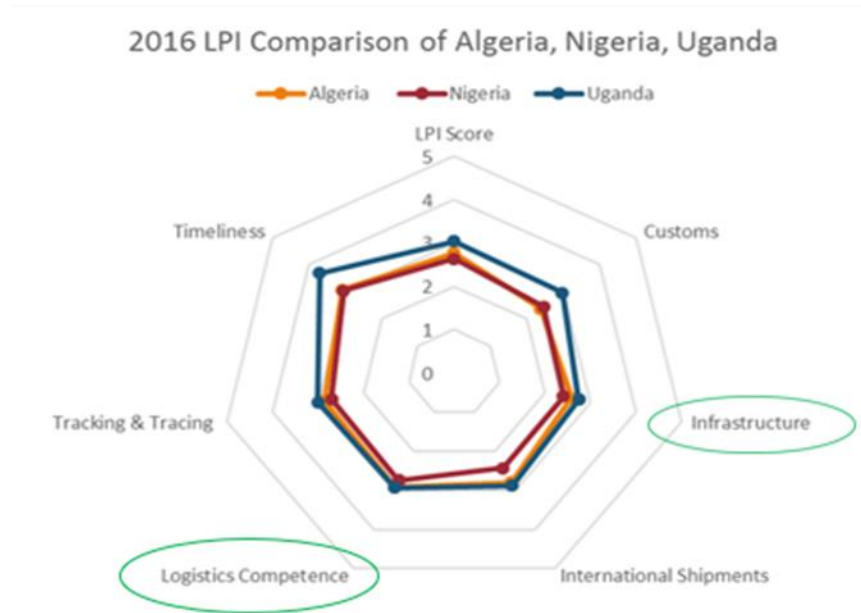 2016 LPI Comparison of Algeria, Nigeria, Uganda
Algeria Nigeria Uganda
LPI Score
5
4
3
2
1
0
Timeliness
Customs
Tracking & Tracing
Infrastructure
Logistics Competence
International Shipments